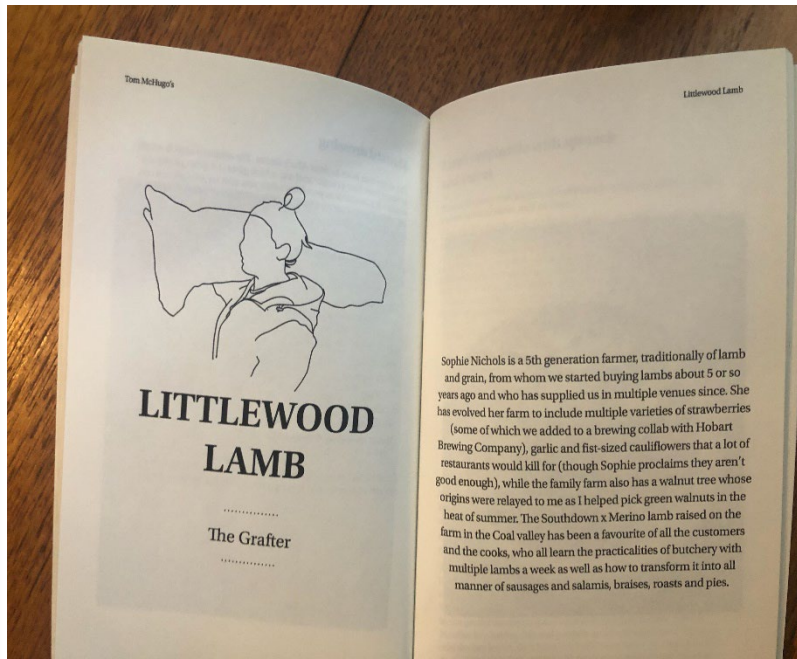 Tom McHugo's
LITTLEWOOD
LAMB
The Grafter
Littlewood Lamb
Sophie Nichols is a 5th generation farmer, traditionally of lamb
and grain, from whom we started buying lambs about 5 or so
years ago and who has supplied us in multiple venues since. She
has evolved her farm to include multiple varieties of strawberries
(some of which we added to a brewing collab with Hobart
Brewing Company), garlic and fist-sized cauliflowers that a lot of
restaurants would kill for (though Sophie proclaims they aren't
good enough), while the family farm also has a walnut tree whose
origins were relayed to me as I helped pick green walnuts in the
heat of summer. The Southdown x Merino lamb raised on the
farm in the Coal valley has been a favourite of all the customers
and the cooks, who all learn the practicalities of butchery with
multiple lambs a week as well as how to transform it into all
manner of sausages and salamis, braises, roasts and pies.